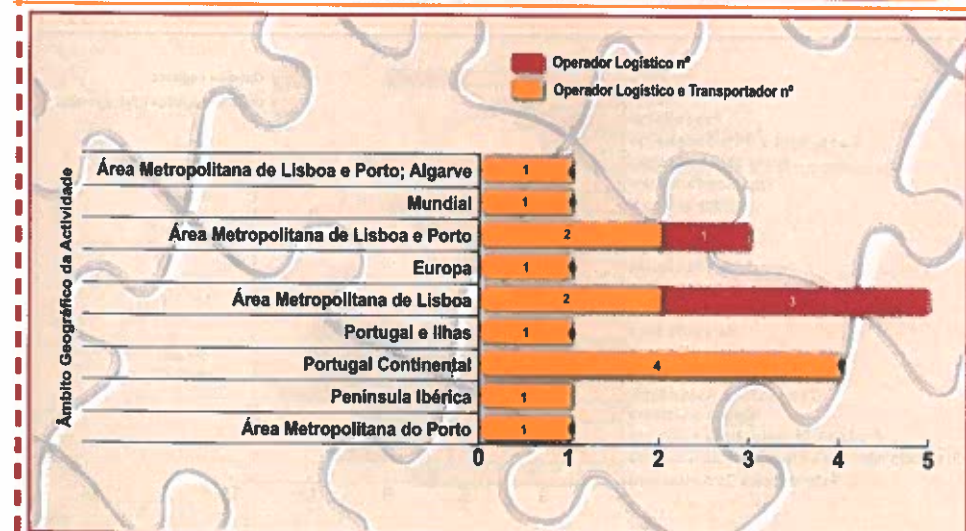 Operador Logístico nº
Operador Logístico e Transportador nº
Âmbito Geográfico da Actividade
Área Metropolitana de Lisboa e Porto; Algarve
1
Mundial
1
Área Metropolitana de Lisboa e Porto
2 1
Europa
1
Área Metropolitana de Lisboa
2 3
Portugal e Ilhas
1
Portugal Continental
4
Península Ibérica
1
Área Metropolitana do Porto
1
0 1 2 3 4 5